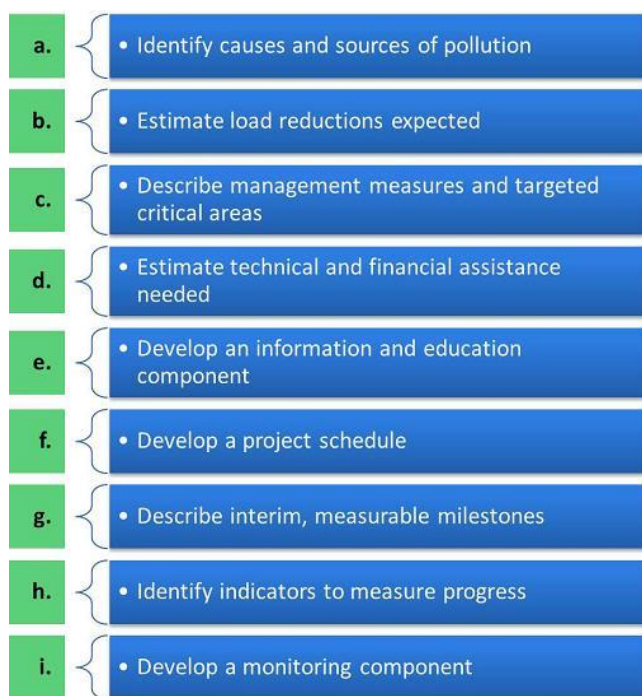 a. • Identify causes and sources of pollution
b. • Estimate load reductions expected
c. • Describe management measures and targeted
critical areas
d. • Estimate technical and financial assistance
needed
e. • Develop an information and education
component
f. • Develop a project schedule
g. • Describe interim, measurable milestones
h. • Identify indicators to measure progress
i. • Develop a monitoring component